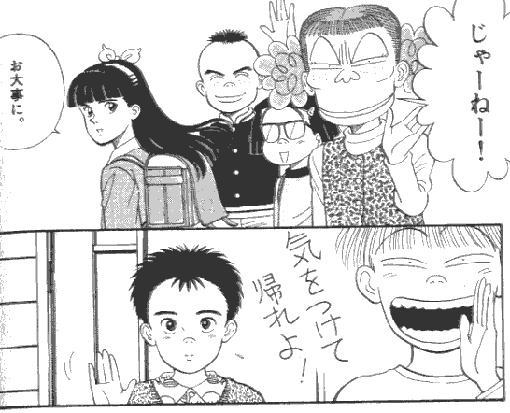 じゃーねー！
お大事に。
気をつけて
帰れよ！